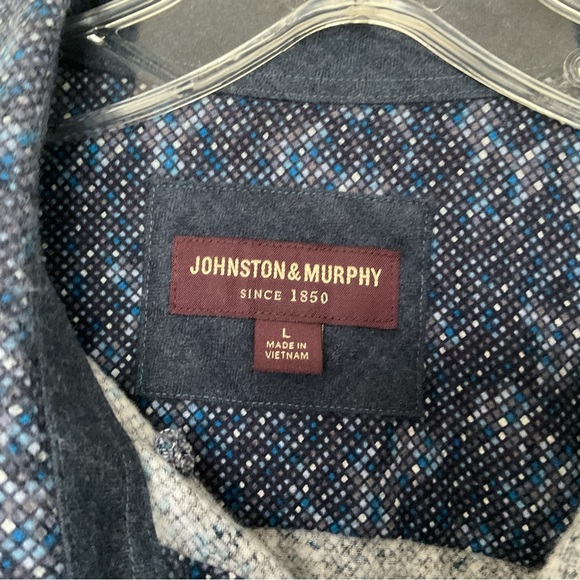 JOHNSTON & MURPHY
SINCE 1850
L
MADE IN
VIETNAM